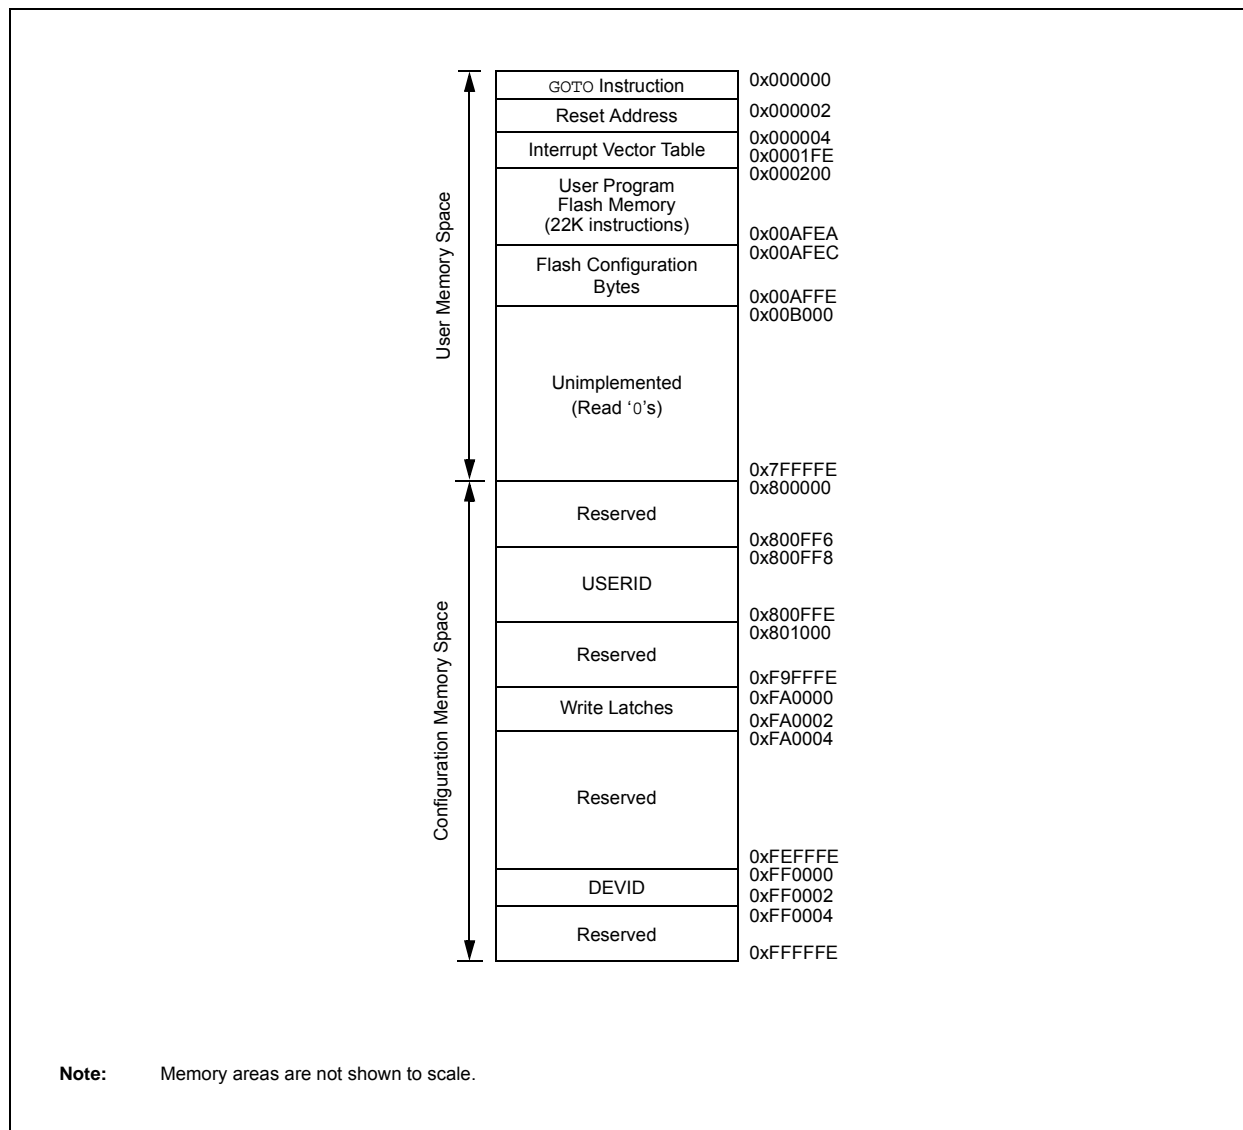 GOTO Instruction
0x000000
Reset Address
0x000002
Interrupt Vector Table
0x000004
0x0001FE
User Program
Flash Memory
(22K instructions)
0x000200
0x00AFEA
Flash Configuration
Bytes
0x00AFEC
0x00AFFE
Unimplemented
(Read ‘0’s)
0x00B000
0x7FFFFE
User Memory Space
Reserved
0x800000
0x800FF6
USERID
0x800FF8
0x800FFE
Reserved
0x801000
0xF9FFFE
Write Latches
0xFA0000
0xFA0002
Reserved
0xFA0004
0xFEFFFE
DEVID
0xFF0000
0xFF0002
Reserved
0xFF0004
0xFFFFFE
Configuration Memory Space
Note: Memory areas are not shown to scale.